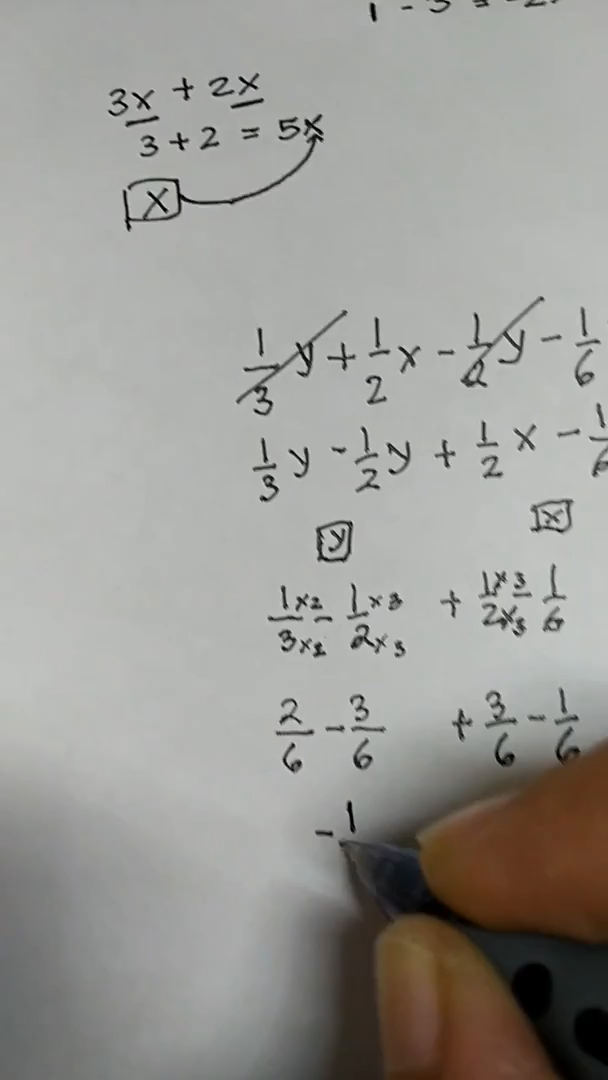 3x + 2x
3 + 2 = 5x
x
1/3 y + 1/2 x - 1/2 y - 1/6
1/3 y - 1/2 y + 1/2 x - 1/6
y x
1×2/3×2 - 1×3/2×3 + 1×3/2×3 - 1/6
2/6 - 3/6 + 3/6 - 1/6
- 1